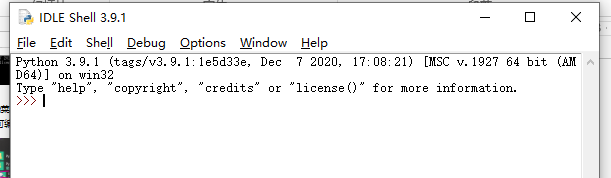 IDLE Shell 3.9.1
File Edit Shell Debug Options Window Help
Python 3.9.1 (tags/v3.9.1:1e5d33e, Dec  7 2020, 17:08:21) [MSC v.1927 64 bit (AM
D64)] on win32
Type "help", "copyright", "credits" or "license()" for more information.
>>>